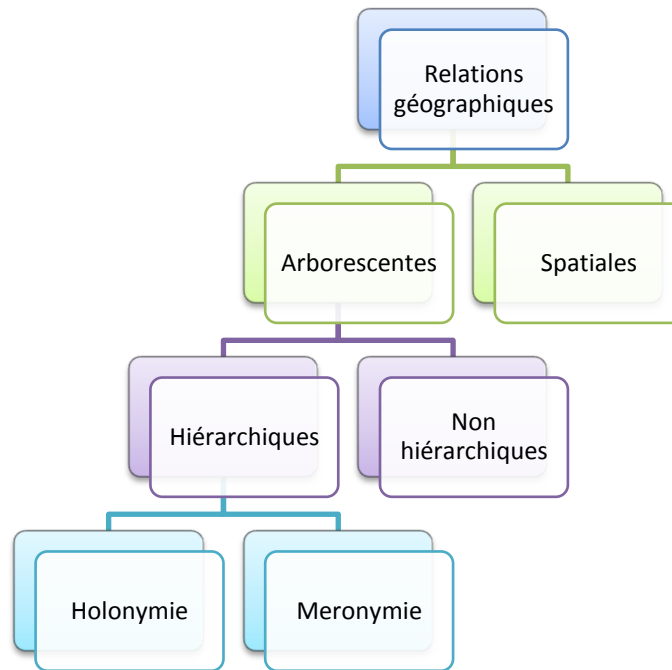 Relations
géographiques
Arborescentes
Spatiales
Hiérarchiques
Non
hiérarchiques
Holonymie
Meronymie